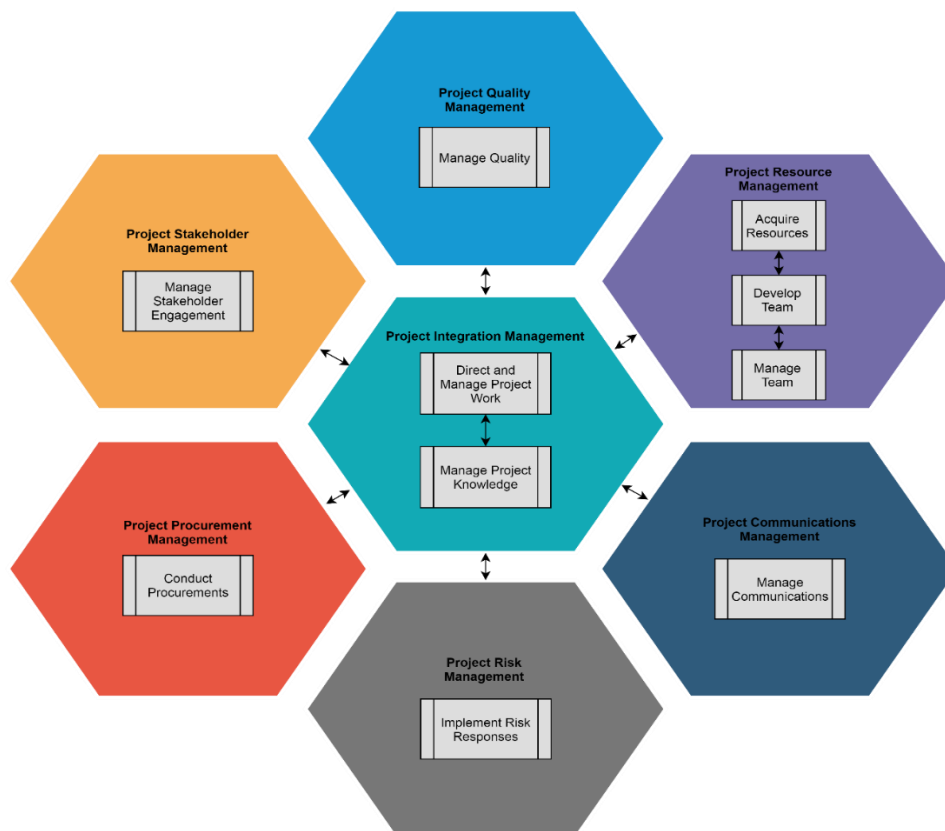 Project Quality
Management
Manage Quality
Project Resource
Management
Acquire
Resources
Develop
Team
Manage
Team
Project Stakeholder
Management
Manage
Stakeholder
Engagement
Project Integration Management
Direct and
Manage Project
Work
Manage Project
Knowledge
Project Procurement
Management
Conduct
Procurements
Project Communications
Management
Manage
Communications
Project Risk
Management
Implement Risk
Responses